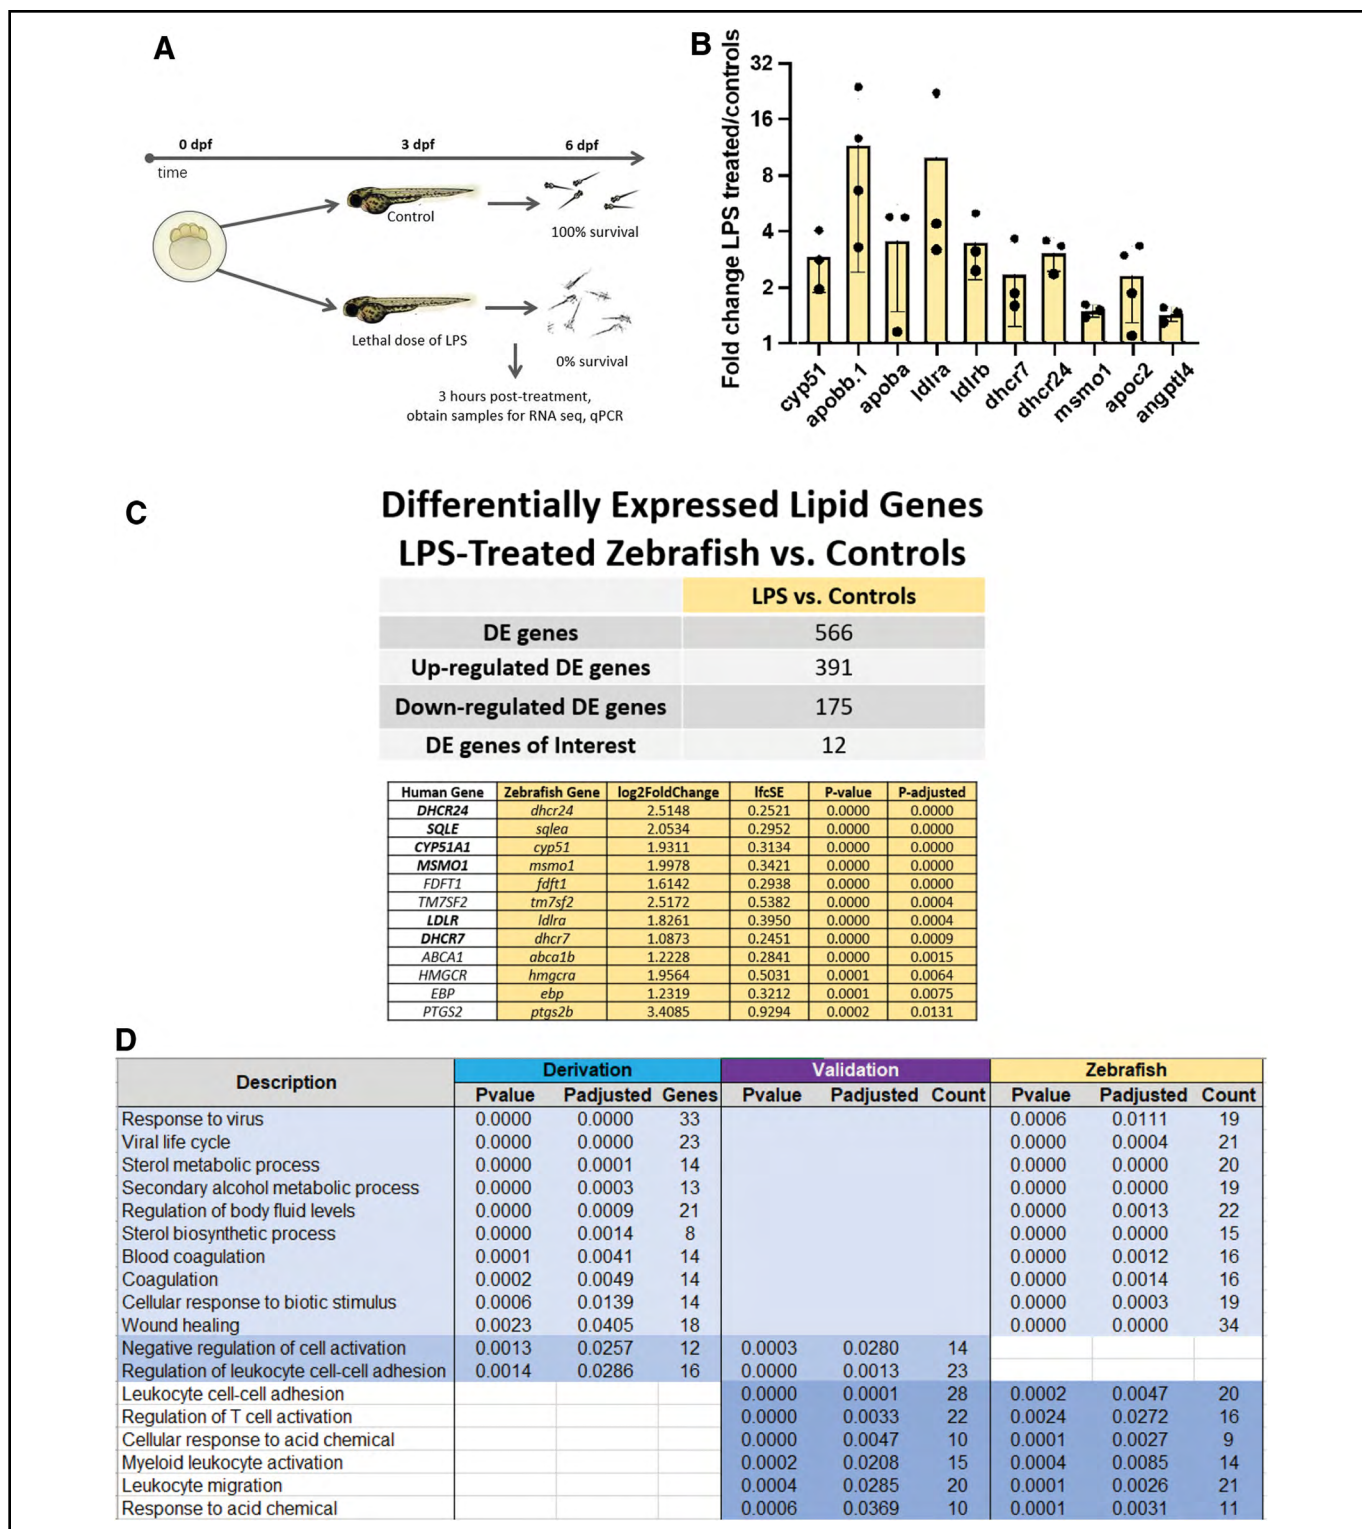 A
0 dpf 3 dpf 6 dpf
time
Control
100% survival
Lethal dose of LPS
0% survival
3 hours post-treatment,
obtain samples for RNA seq, qPCR
B
Fold change LPS treated/controls
32
16
8
4
2
1
cyp51 apobb.1 apoba ldlra ldlrb dhcr7 dhcr24 msmo1 apoc2 angptl4
C
Differentially Expressed Lipid Genes
LPS-Treated Zebrafish vs. Controls
LPS vs. Controls
DE genes 566
Up-regulated DE genes 391
Down-regulated DE genes 175
DE genes of Interest 12
Human Gene Zebrafish Gene log2FoldChange lfcSE P-value P-adjusted
DHCR24 dhcr24 2.5148 0.2521 0.0000 0.0000
SQLE sqlea 2.0534 0.2952 0.0000 0.0000
CYP51A1 cyp51 1.9311 0.3134 0.0000 0.0000
MSMO1 msmo1 1.9978 0.3421 0.0000 0.0000
FDFT1 fdft1 1.6142 0.2938 0.0000 0.0000
TM7SF2 tm7sf2 2.5172 0.5382 0.0000 0.0004
LDLR ldlra 1.8261 0.3950 0.0000 0.0004
DHCR7 dhcr7 1.0873 0.2451 0.0000 0.0009
ABCA1 abca1b 1.2228 0.2841 0.0000 0.0015
HMGCR hmgcra 1.9564 0.5031 0.0001 0.0064
EBP ebp 1.2319 0.3212 0.0001 0.0075
PTGS2 ptgs2b 3.4085 0.9294 0.0002 0.0131
D
Description Derivation Validation Zebrafish
Pvalue Padjusted Genes Pvalue Padjusted Count Pvalue Padjusted Count
Response to virus 0.0000 0.0000 33 0.0006 0.0111 19
Viral life cycle 0.0000 0.0000 23 0.0000 0.0004 21
Sterol metabolic process 0.0000 0.0001 14 0.0000 0.0000 20
Secondary alcohol metabolic process 0.0000 0.0003 13 0.0000 0.0000 19
Regulation of body fluid levels 0.0000 0.0009 21 0.0000 0.0013 22
Sterol biosynthetic process 0.0000 0.0014 8 0.0000 0.0000 15
Blood coagulation 0.0001 0.0041 14 0.0000 0.0012 16
Coagulation 0.0002 0.0049 14 0.0000 0.0014 16
Cellular response to biotic stimulus 0.0006 0.0139 14 0.0000 0.0003 19
Wound healing 0.0023 0.0405 18 0.0000 0.0000 34
Negative regulation of cell activation 0.0013 0.0257 12 0.0003 0.0280 14
Regulation of leukocyte cell-cell adhesion 0.0014 0.0286 16 0.0000 0.0013 23
Leukocyte cell-cell adhesion 0.0000 0.0001 28 0.0002 0.0047 20
Regulation of T cell activation 0.0000 0.0033 22 0.0024 0.0272 16
Cellular response to acid chemical 0.0000 0.0047 10 0.0001 0.0027 9
Myeloid leukocyte activation 0.0002 0.0208 15 0.0004 0.0085 14
Leukocyte migration 0.0004 0.0285 20 0.0001 0.0026 21
Response to acid chemical 0.0006 0.0369 10 0.0001 0.0031 11